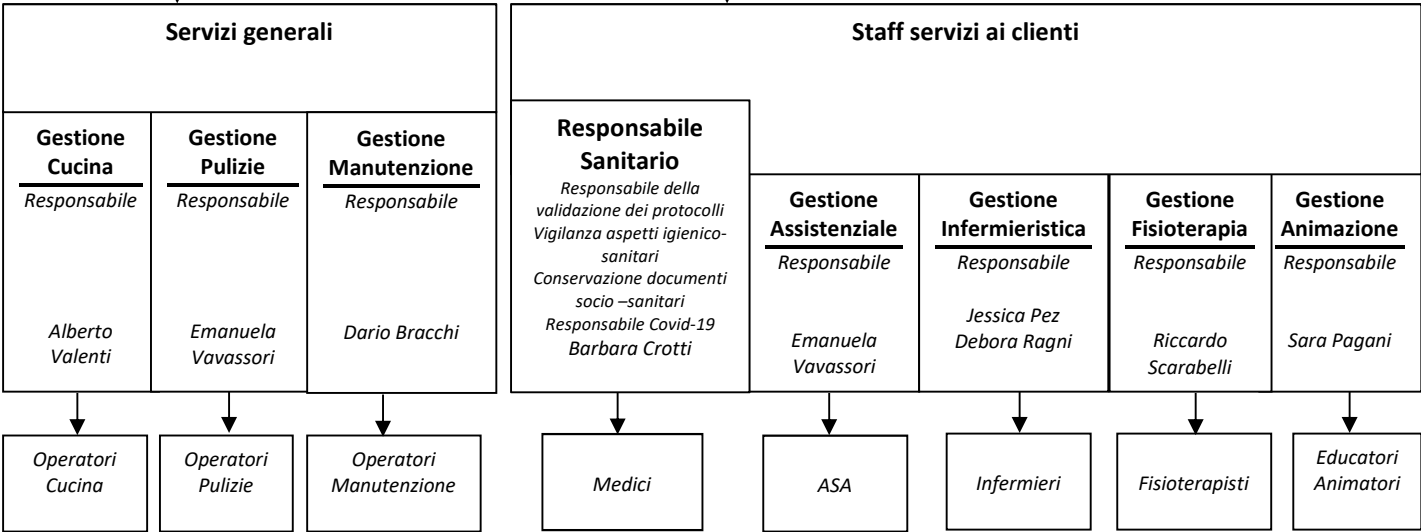 Servizi generali
Gestione
Cucina
Responsabile
Alberto
Valenti
Gestione
Pulizie
Responsabile
Emanuela
Vavassori
Gestione
Manutenzione
Responsabile
Dario Bracchi
Operatori
Cucina
Operatori
Pulizie
Operatori
Manutenzione
Staff servizi ai clienti
Responsabile
Sanitario
Responsabile della
validazione dei protocolli
Vigilanza aspetti igienico-
sanitari
Conservazione documenti
socio –sanitari
Responsabile Covid-19
Barbara Crotti
Gestione
Assistenziale
Responsabile
Emanuela
Vavassori
Gestione
Infermieristica
Responsabile
Jessica Pez
Debora Ragni
Gestione
Fisioterapia
Responsabile
Riccardo
Scarabelli
Gestione
Animazione
Responsabile
Sara Pagani
Medici
ASA
Infermieri
Fisioterapisti
Educatori
Animatori